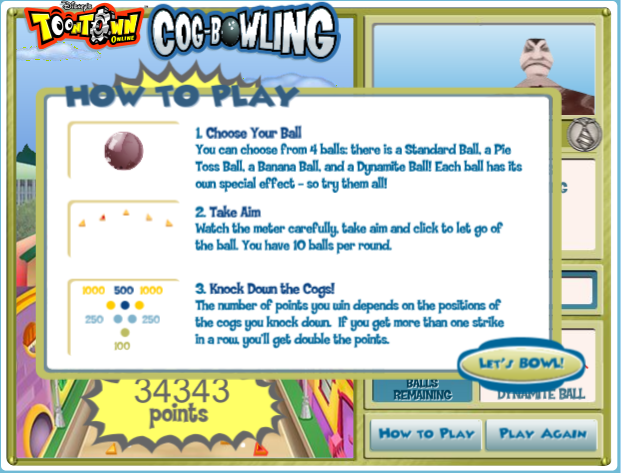 Disney's
TOONTOWN
ONLINE
COG-BOWLING
HOW TO PLAY
1. Choose Your Ball
You can choose from 4 balls: there is a Standard Ball, a Pie
Toss Ball, a Banana Ball, and a Dynamite Ball! Each ball has its
own special effect - so try them all!
2. Take Aim
Watch the meter carefully, take aim and click to let go of
the ball. You have 10 balls per round.
3. Knock Down the Cogs!
1000 500 1000
250 250
100
The number of points you win depends on the positions of
the cogs you knock down. If you get more than one strike
in a row, you'll get double the points.
LET'S BOWL!
34343
points
BALLS
REMAINING
DYNAMITE BALL
HOW TO PLAY
PLAY AGAIN